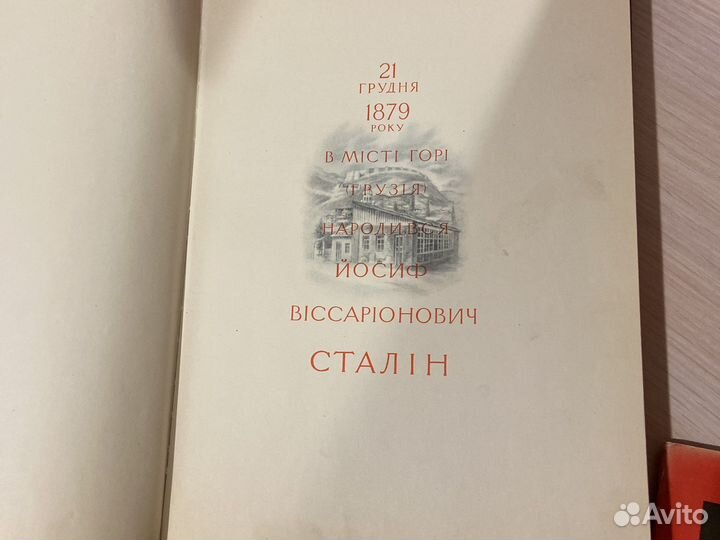 21
ГРУДНЯ
1879
РОКУ
В МІСТІ ГОРІ
(ГРУЗІЯ)
НАРОДИВСЯ
ЙОСИФ
ВІССАРІОНОВИЧ
СТАЛІН
Avito